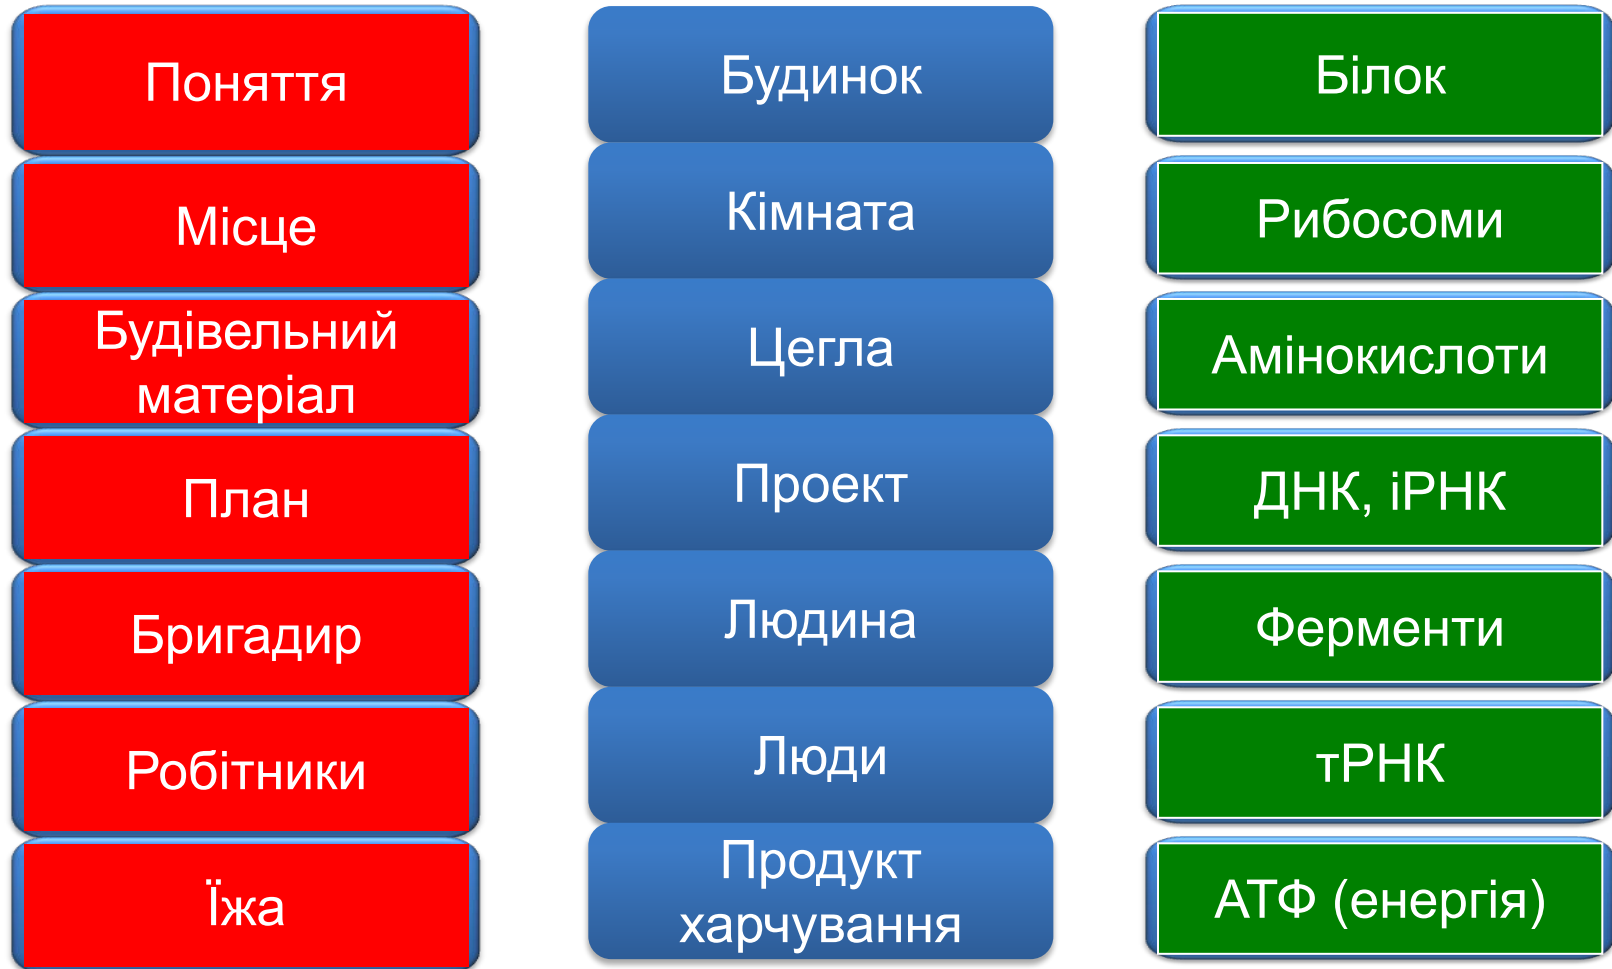 Поняття
Будинок
Білок
Місце
Кімната
Рибосоми
Будівельний
матеріал
Цегла
Амінокислоти
План
Проект
ДНК, іРНК
Бригадир
Людина
Ферменти
Робітники
Люди
тРНК
Їжа
Продукт
харчування
АТФ (енергія)